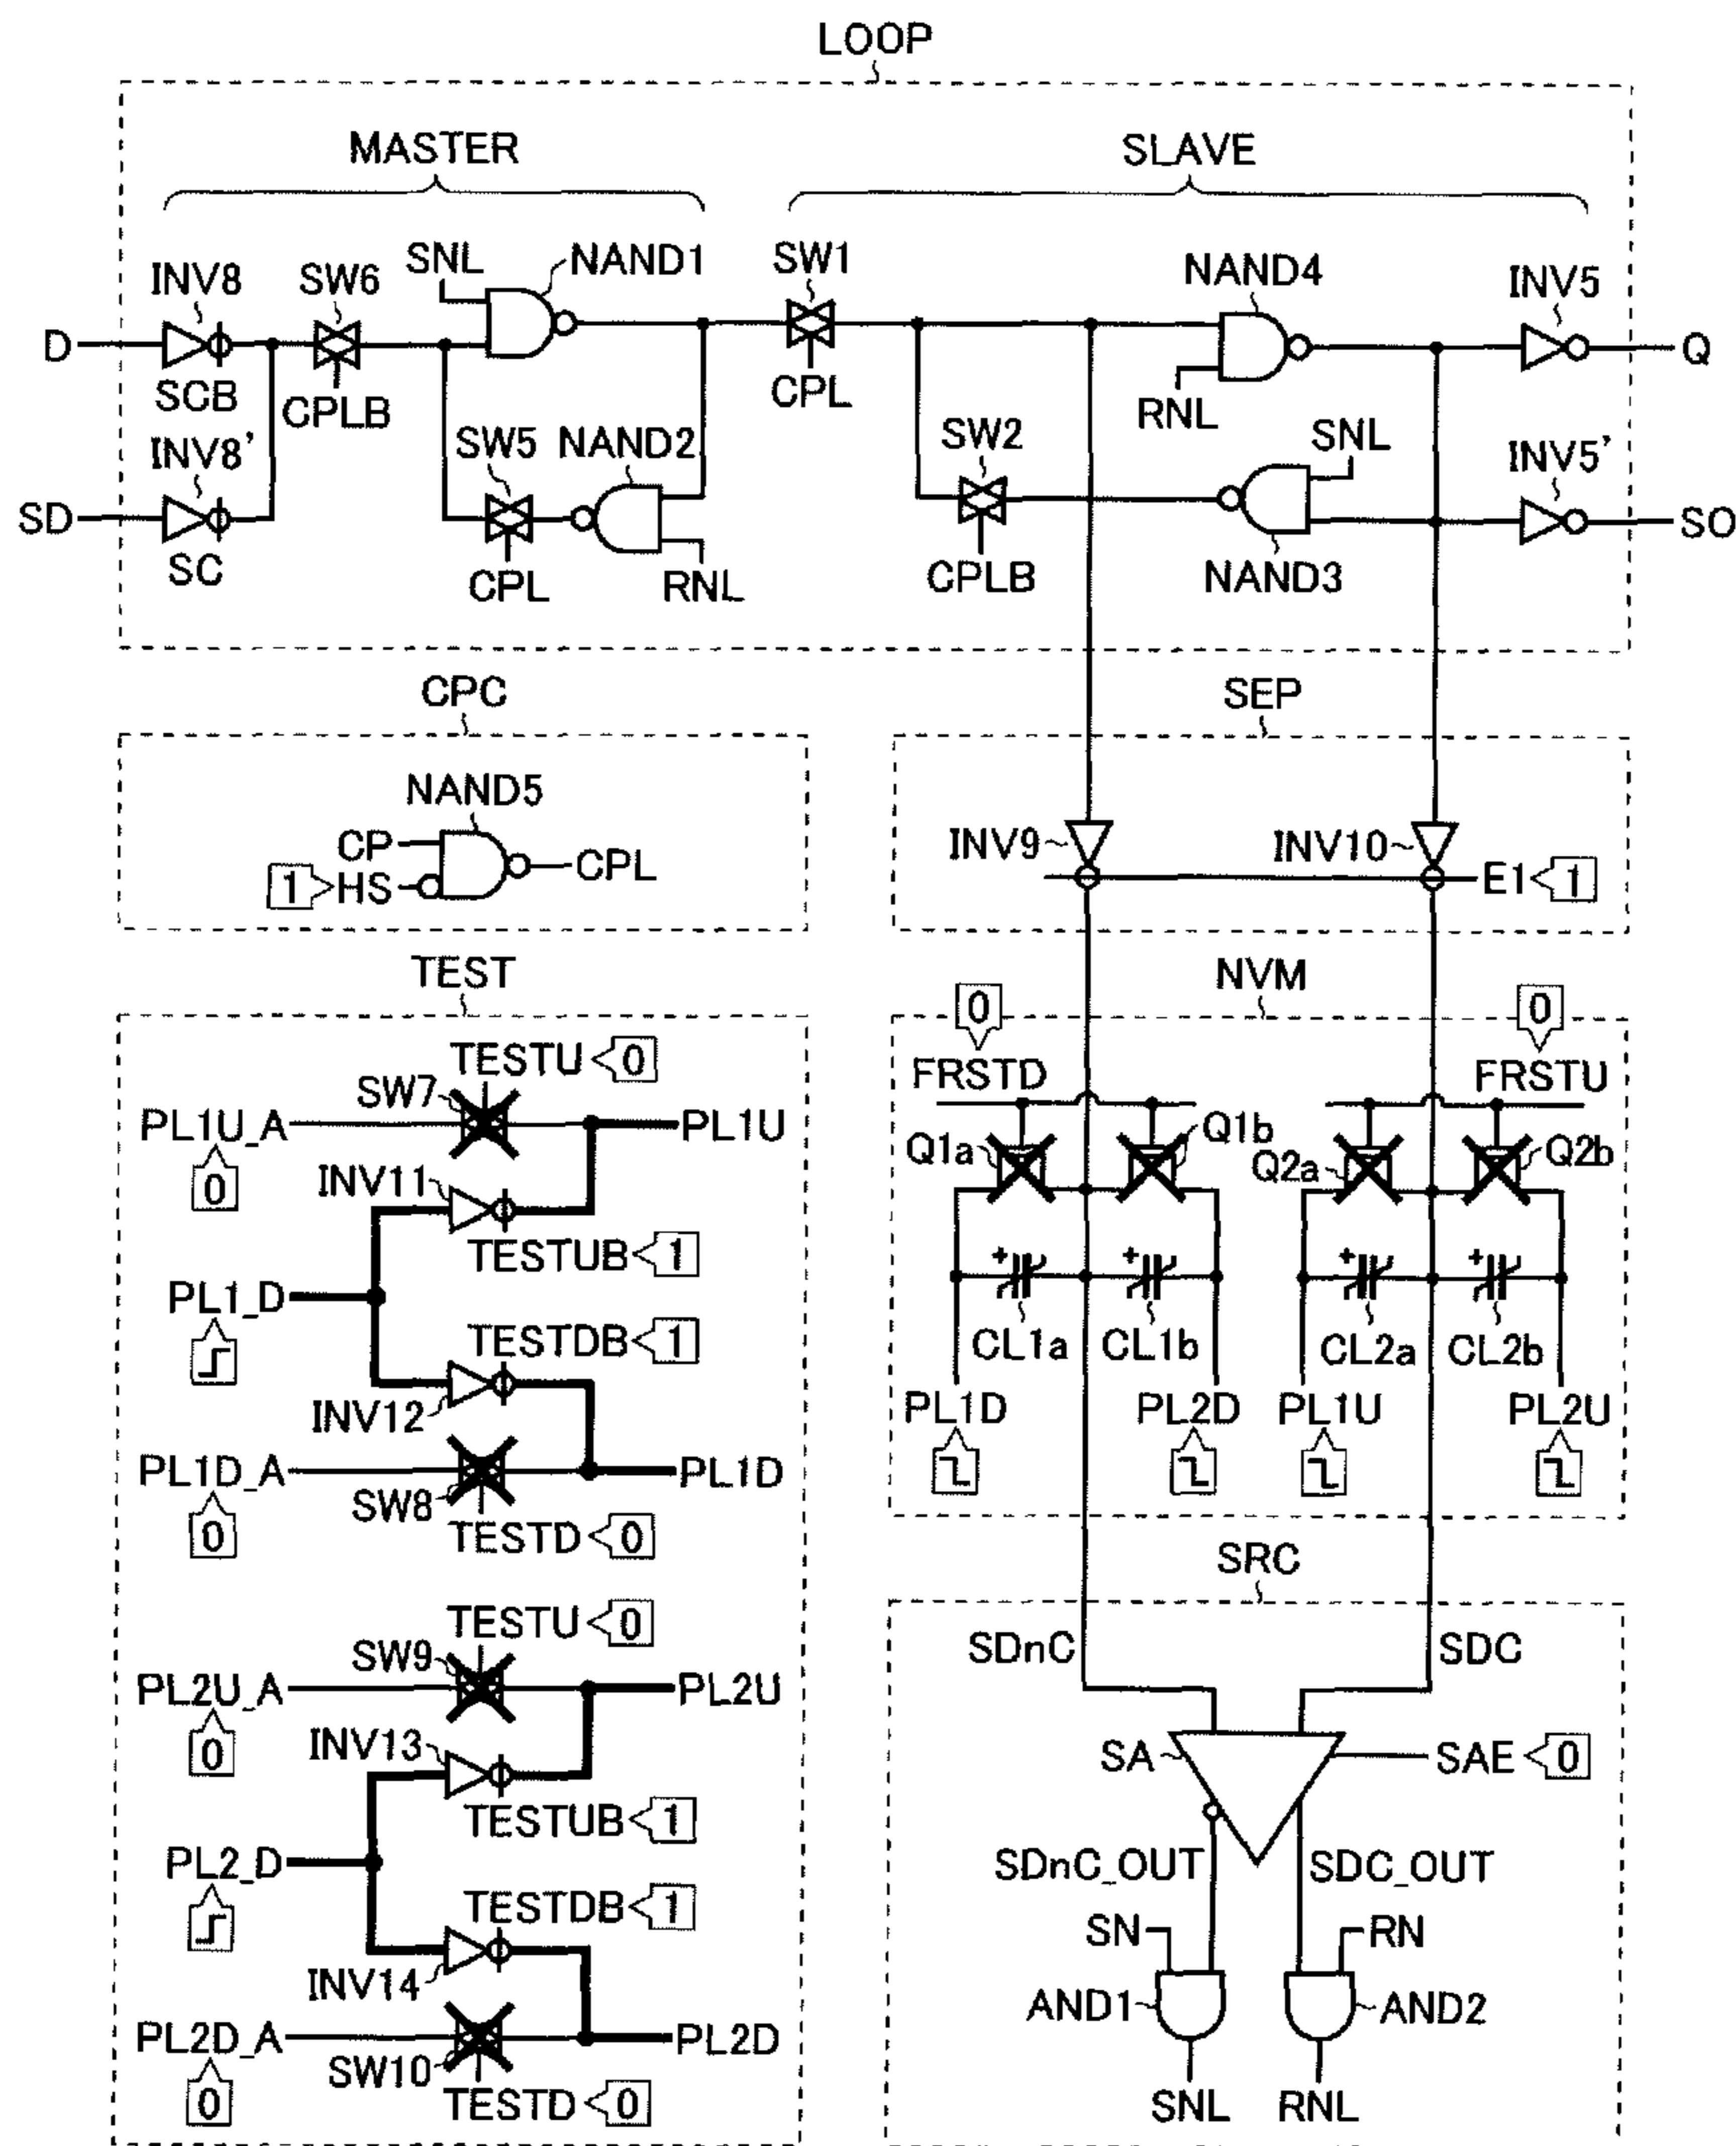 LOOP
MASTER
SLAVE
SNL
NAND1
SW1
NAND4
INV5
INV8
SW6
D
Q
SCB
CPLB
CPL
RNL
INV8'
SW5
NAND2
SW2
SNL
INV5'
SD
SO
SC
CPL
RNL
CPLB
NAND3
CPC
SEP
NAND5
CP
1
HS
CPL
INV9
INV10
E1
1
TEST
NVM
TESTU
0
0
0
FRSTD
FRSTU
SW7
PL1U_A
PL1U
0
Q1a
Q1b
Q2a
Q2b
INV11
TESTUB
1
PL1_D
+
+
+
+
TESTDB
1
CL1a
CL1b
CL2a
CL2b
INV12
PL1D
PL2D
PL1U
PL2U
PL1D_A
PL1D
0
SW8
TESTD
0
SRC
TESTU
0
SDnC
SDC
SW9
PL2U_A
PL2U
0
INV13
SA
SAE
0
TESTUB
1
PL2_D
SDnC_OUT
SDC_OUT
TESTDB
1
SN
RN
INV14
AND1
AND2
PL2D_A
PL2D
0
SW10
TESTD
0
SNL
RNL